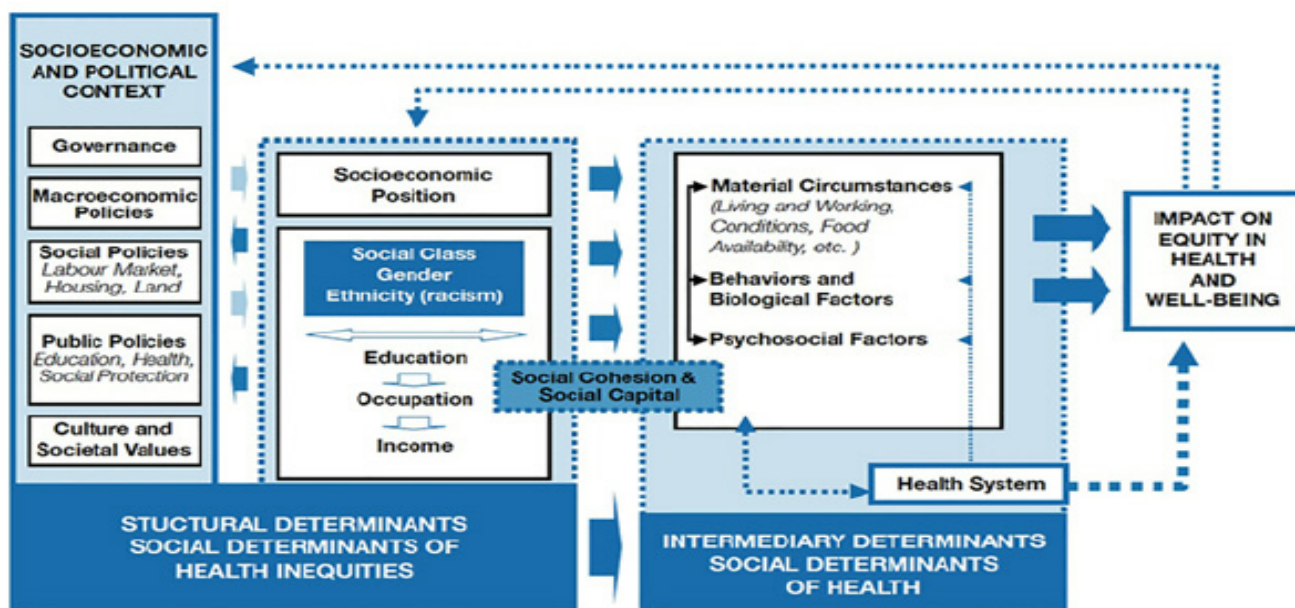 SOCIOECONOMIC
AND POLITICAL
CONTEXT
Governance
Macroeconomic
Policies
Social Policies
Labour Market,
Housing, Land
Public Policies
Education, Health,
Social Protection
Culture and
Societal Values
Socioeconomic
Position
Social Class
Gender
Ethnicity (racism)
Education
Occupation
Income
Social Cohesion &
Social Capital
Material Circumstances
(Living and Working,
Conditions, Food
Availability, etc. )
Behaviors and
Biological Factors
Psychosocial Factors
Health System
IMPACT ON
EQUITY IN
HEALTH
AND
WELL-BEING
STUCTURAL DETERMINANTS
SOCIAL DETERMINANTS OF
HEALTH INEQUITIES
INTERMEDIARY DETERMINANTS
SOCIAL DETERMINANTS
OF HEALTH